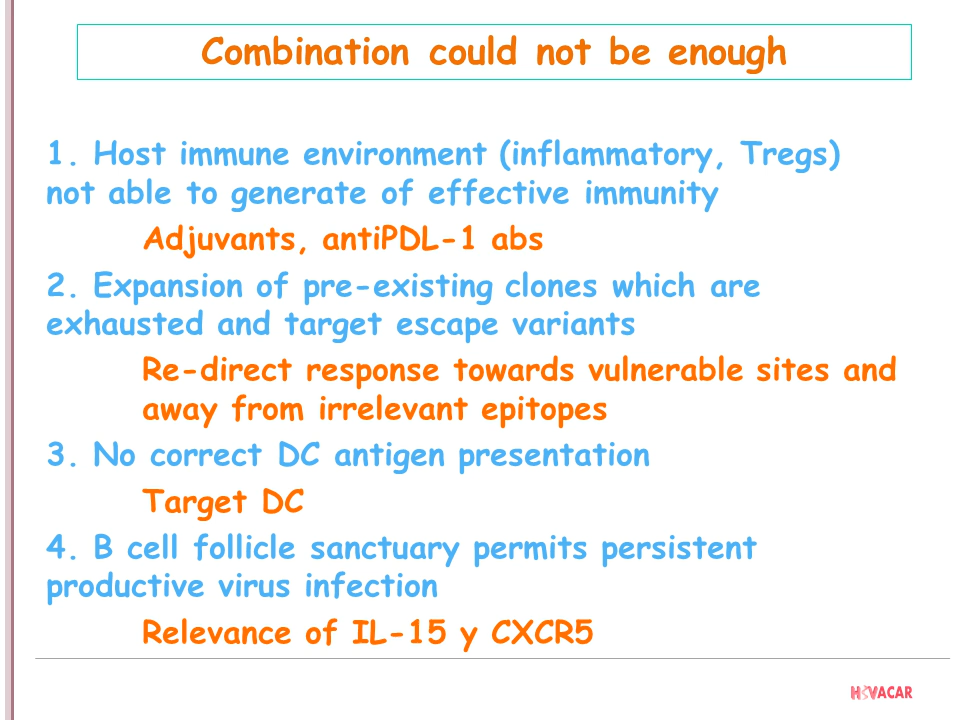 Combination could not be enough
1. Host immune environment (inflammatory, Tregs)
not able to generate of effective immunity
Adjuvants, antiPDL-1 abs
2. Expansion of pre-existing clones which are
exhausted and target escape variants
Re-direct response towards vulnerable sites and
away from irrelevant epitopes
3. No correct DC antigen presentation
Target DC
4. B cell follicle sanctuary permits persistent
productive virus infection
Relevance of IL-15 y CXCR5
HIVACAR